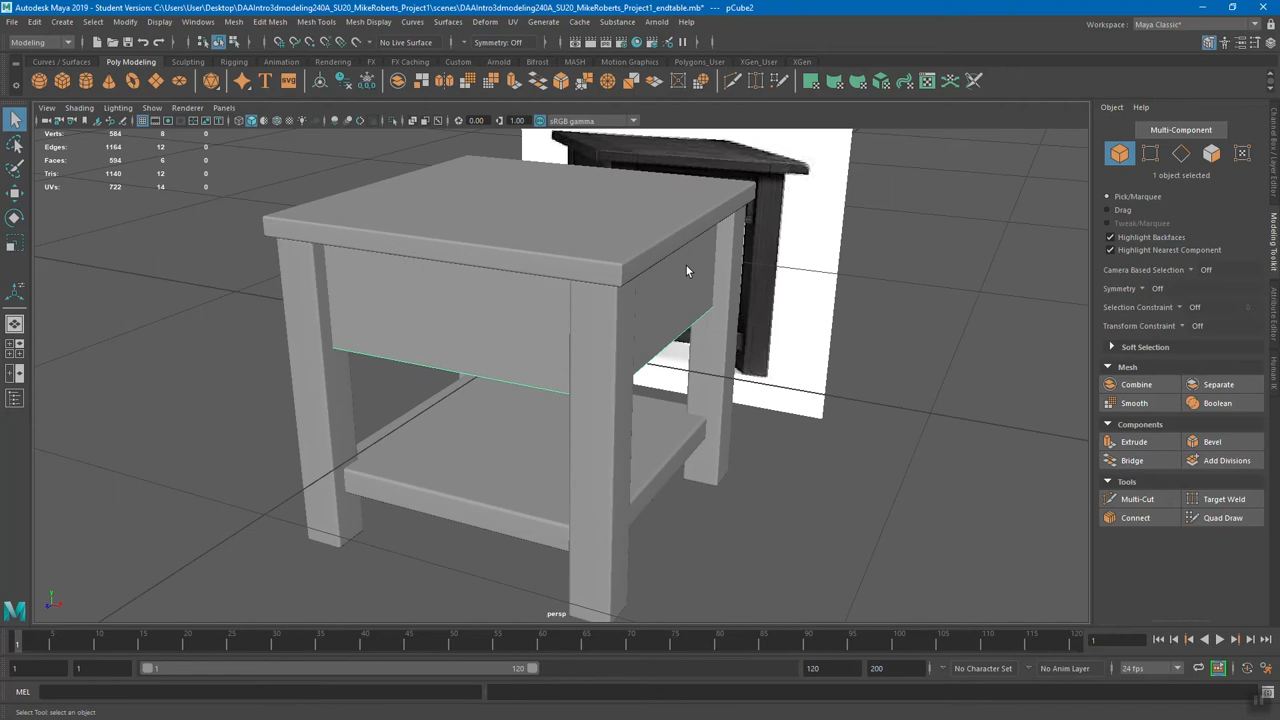 Autodesk Maya 2019 - Student Version: C:\Users\User\Desktop\DAAIntro3dmodeling240A_SU20_MikeRoberts_Project1\scenes\DAAIntro3dmodeling240A_SU20_MikeRoberts_Project1_endtable.mb* --- pCube2
File Edit Create Select Modify Display Windows Mesh Edit Mesh Mesh Tools Mesh Display Curves Surfaces Deform UV Generate Cache Substance Arnold Help Workspace : Maya Classic*
Modeling No Live Surface Symmetry: Off
Curves / Surfaces Poly Modeling Sculpting Rigging Animation Rendering FX FX Caching Custom Arnold Bifrost MASH Motion Graphics Polygons_User XGen_User XGen
View Shading Lighting Show Renderer Panels
0.00 1.00 sRGB gamma
Object Help
Verts: 584 8 0
Edges: 1164 12 0
Faces: 594 6 0
Tris: 1140 12 0
UVs: 722 14 0
Multi-Component
1 object selected
Pick/Marquee
Drag
Tweak/Marquee
Highlight Backfaces
Highlight Nearest Component
Camera Based Selection Off
Symmetry Off
Selection Constraint Off
Transform Constraint Off
Soft Selection
Mesh
Combine Separate
Smooth Boolean
Components
Extrude Bevel
Bridge Add Divisions
Tools
Multi-Cut Target Weld
Connect Quad Draw
Channel Box / Layer Editor
Modeling Toolkit
Human IK
y
persp
1 5 10 15 20 25 30 35 40 45 50 55 60 65 70 75 80 85 90 95 100 105 110 115 120 1
1 1 1 120 120 200 No Character Set No Anim Layer 24 fps
MEL
Select Tool: select an object